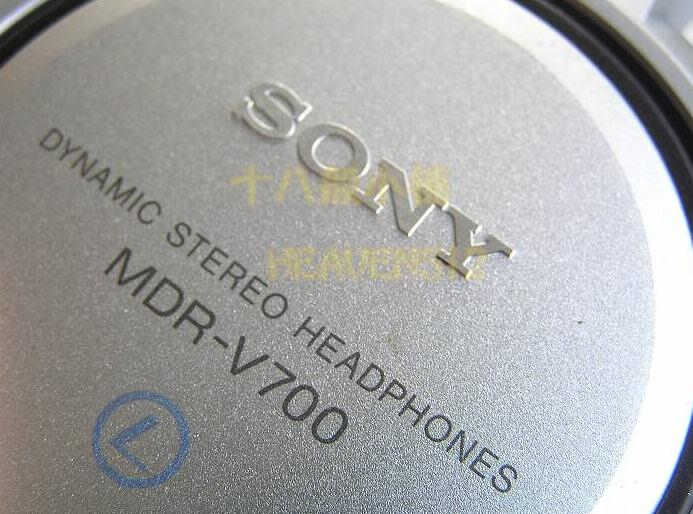 SONY
DYNAMIC STEREO HEADPHONES
MDR-V700
L